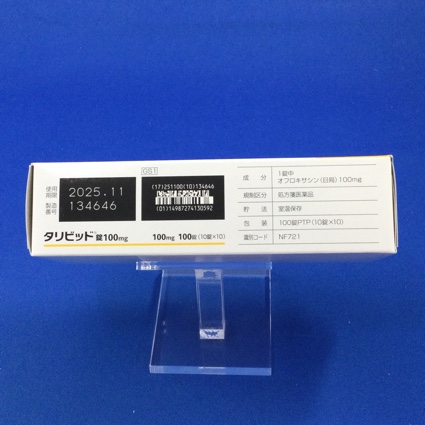 使用
期限
2025.11
製造
番号
134646
GS1
(17)251100(10)134646
(01)14987274130592
タリビッド錠100mg
100mg 100錠(10錠×10)
成 分
1錠中
オフロキサシン(日局)100mg
規制区分
処方箋医薬品
貯 法
室温保存
包 装
100錠PTP(10錠×10)
識別コード
NF721